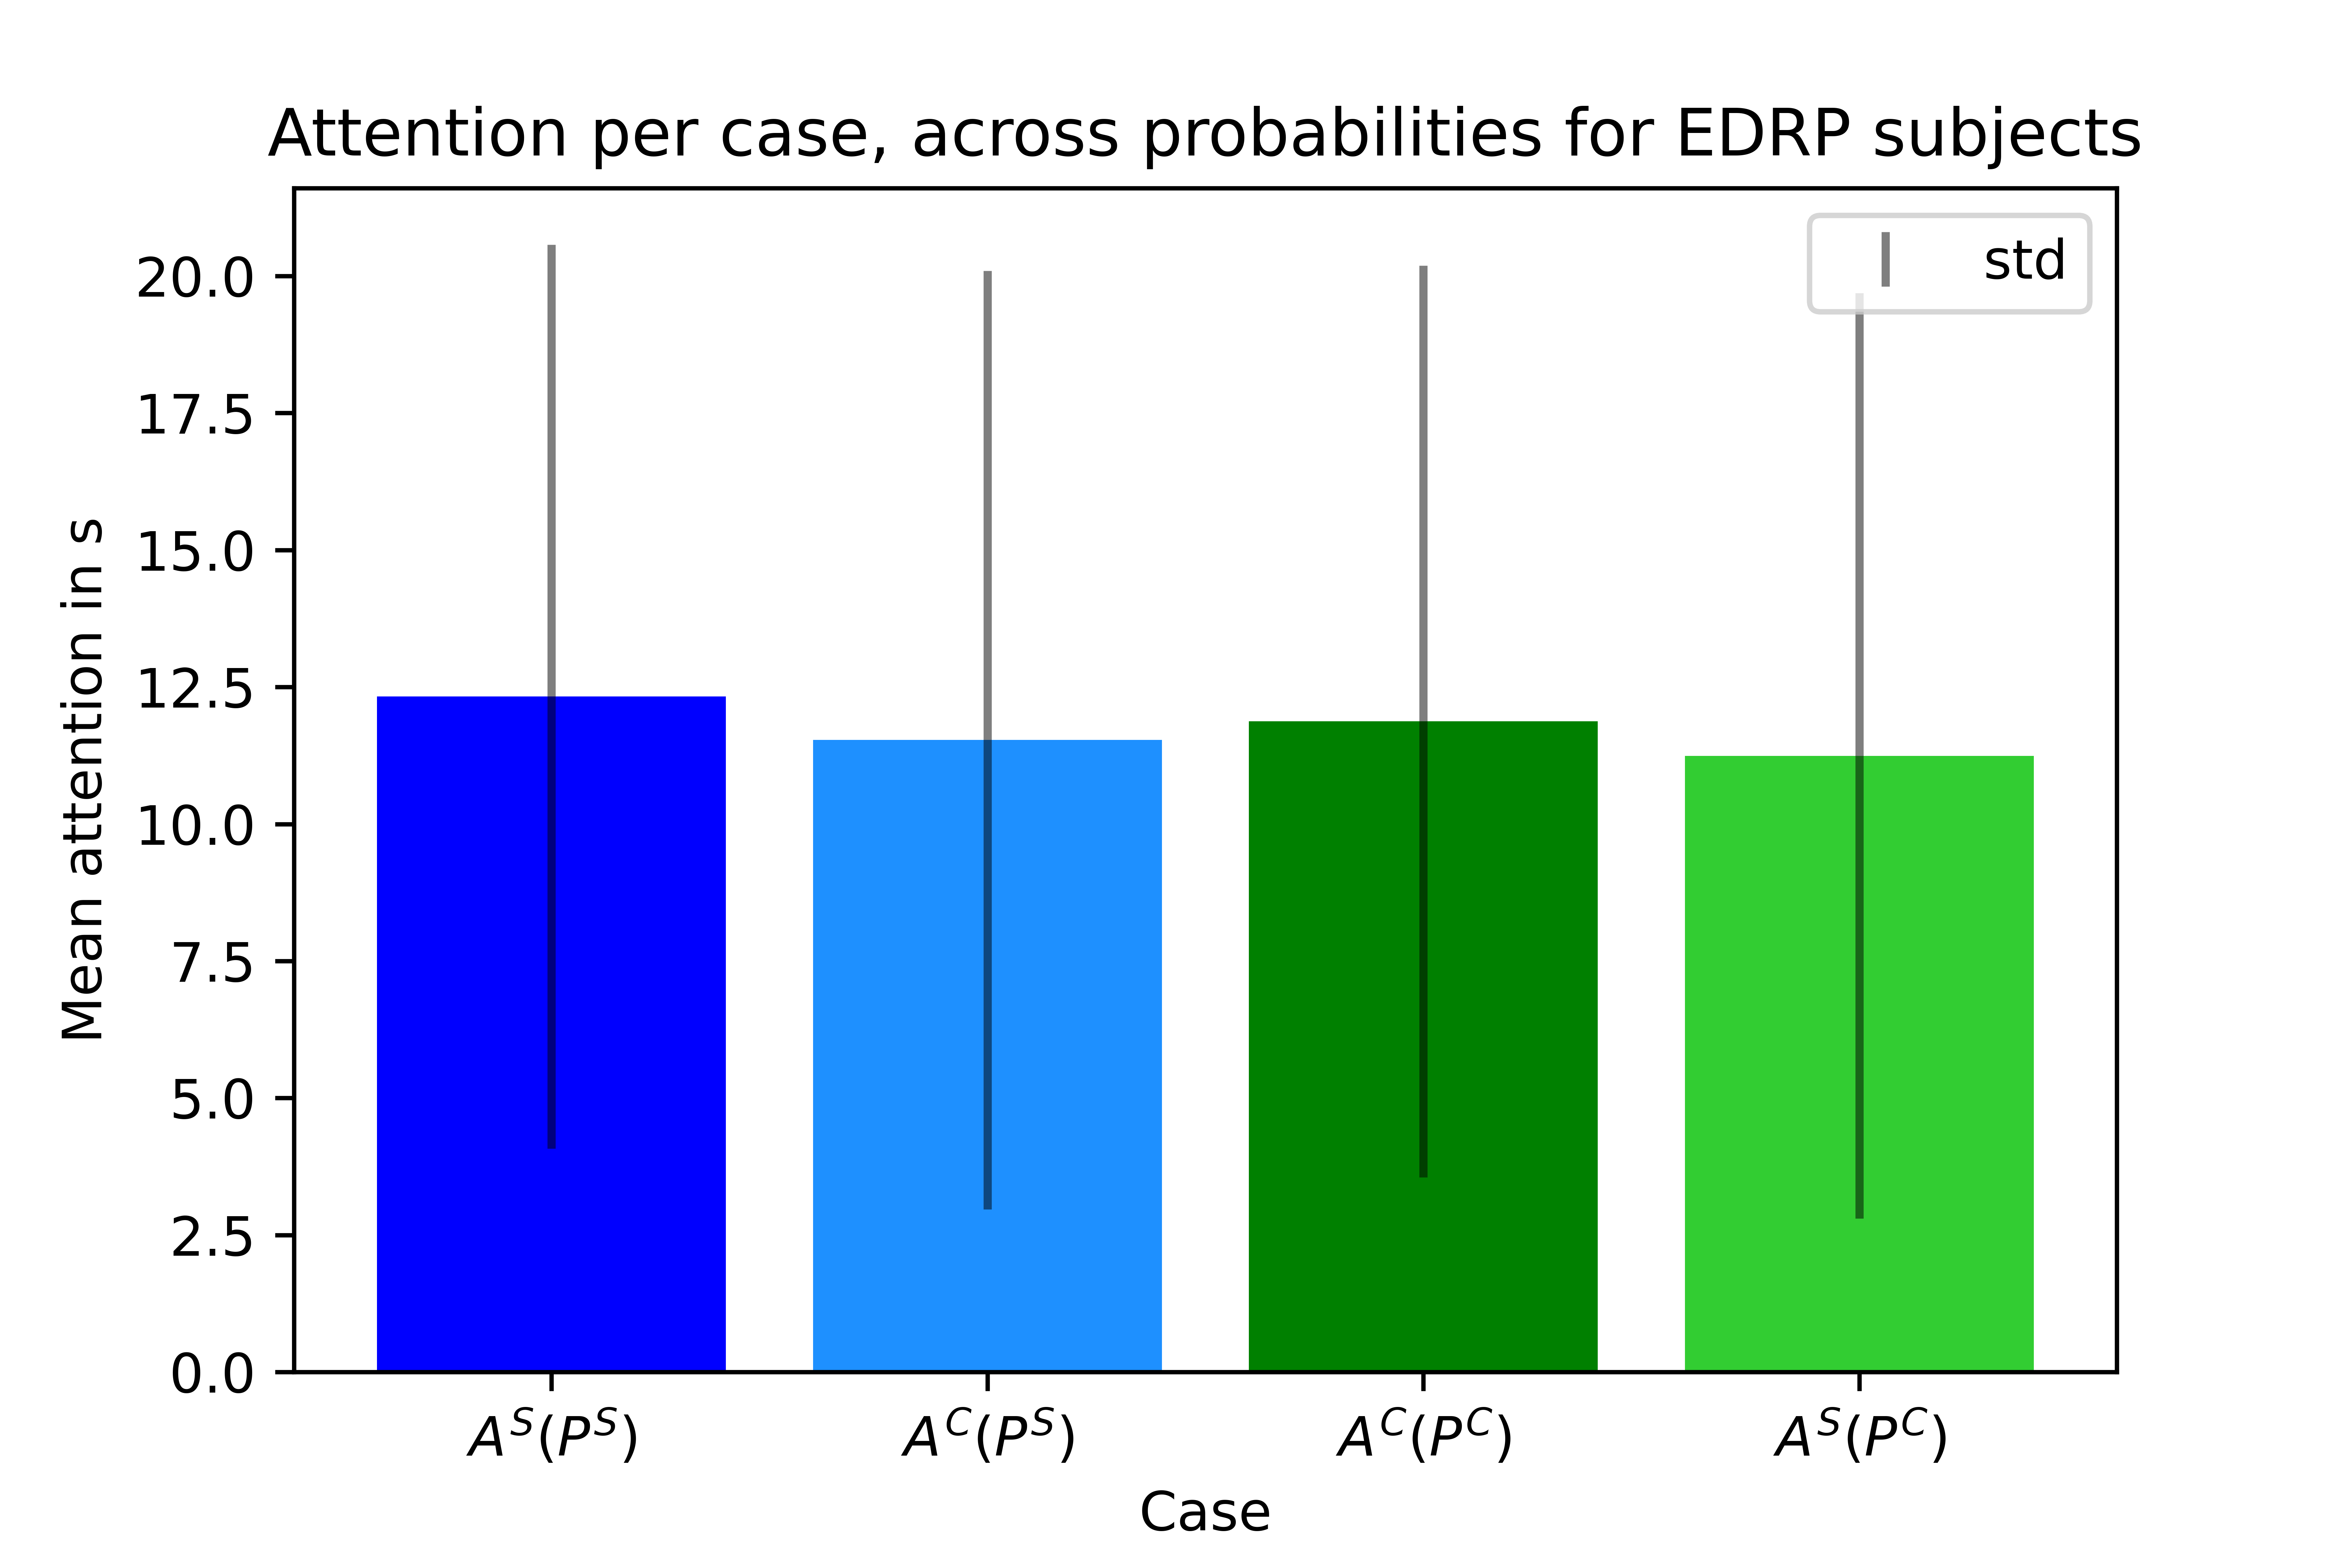 Attention per case, across probabilities for EDRP subjects
std
20.0
17.5
15.0
12.5
10.0
7.5
5.0
2.5
0.0
Mean attention in s
A^S(P^S) A^C(P^S) A^C(P^C) A^S(P^C)
Case